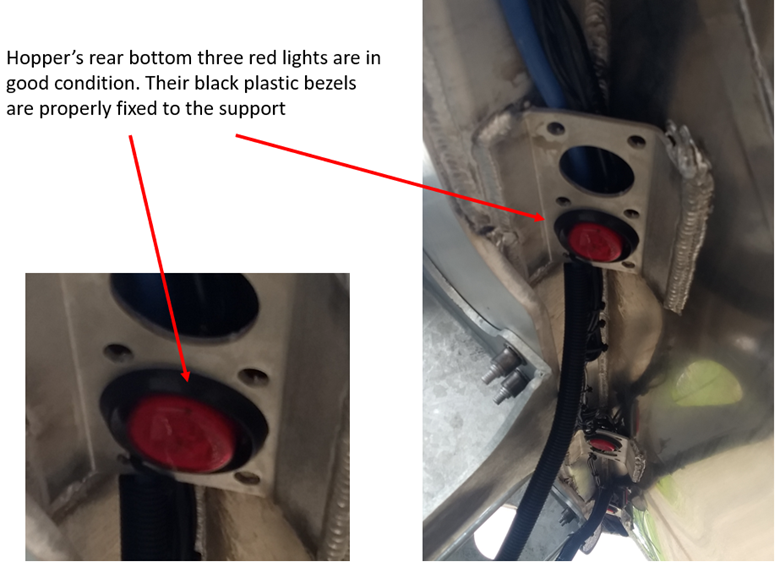 Hopper’s rear bottom three red lights are in
good condition. Their black plastic bezels
are properly fixed to the support